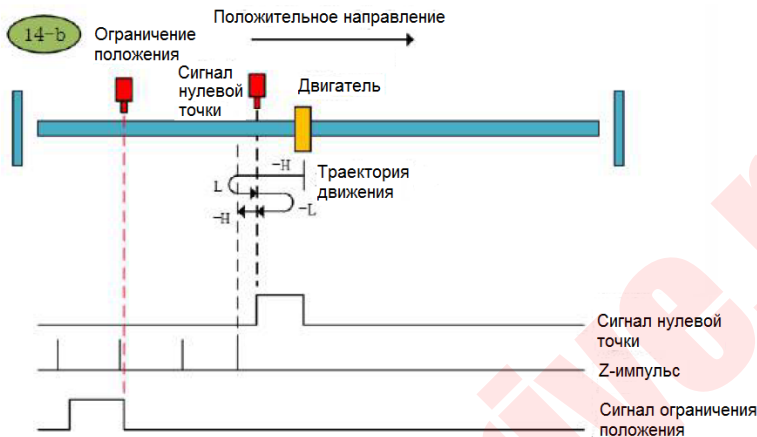 14-b
Ограничение
положения
Положительное направление
Сигнал
нулевой
точки
Двигатель
-H
Траектория
движения
L
-L
-H
Сигнал нулевой
точки
Z-импульс
Сигнал ограничения
положения